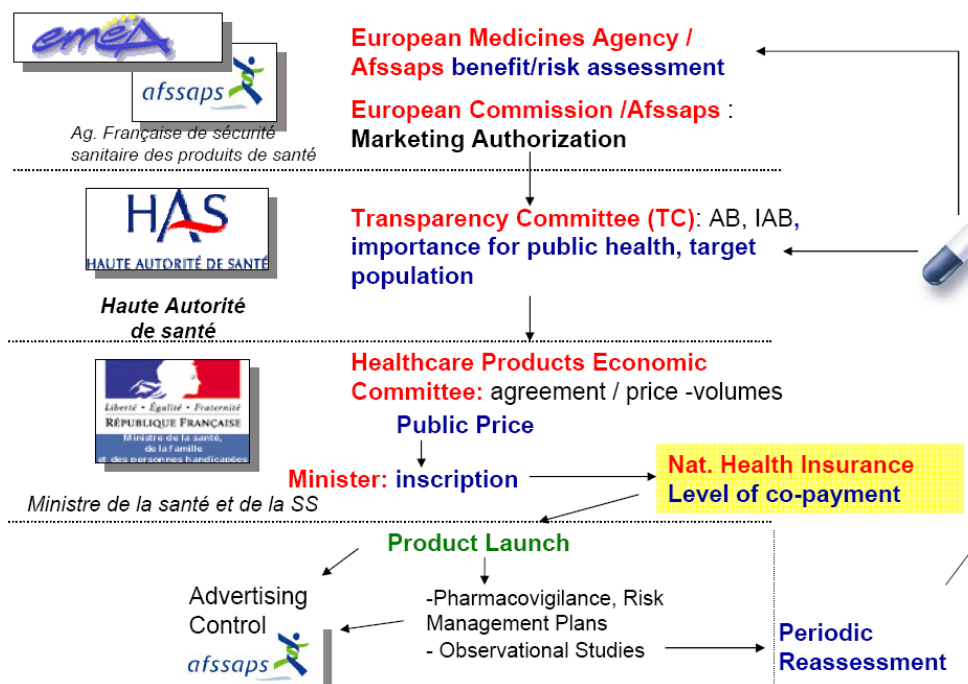 emeA
European Medicines Agency /
Afssaps benefit/risk assessment
afssaps
European Commission /Afssaps :
Marketing Authorization
Ag. Française de sécurité
sanitaire des produits de santé
HAS
HAUTE AUTORITÉ DE SANTÉ
Transparency Committee (TC): AB, IAB,
importance for public health, target
population
Haute Autorité
de santé
Healthcare Products Economic
Committee: agreement / price -volumes
Liberté • Égalité • Fraternité
RÉPUBLIQUE FRANÇAISE
Ministre de la santé,
de la famille
et des personnes handicapées
Public Price
Minister: inscription
Nat. Health Insurance
Level of co-payment
Ministre de la santé et de la SS
Product Launch
Advertising
Control
afssaps
-Pharmacovigilance, Risk
Management Plans
- Observational Studies
Periodic
Reassessment